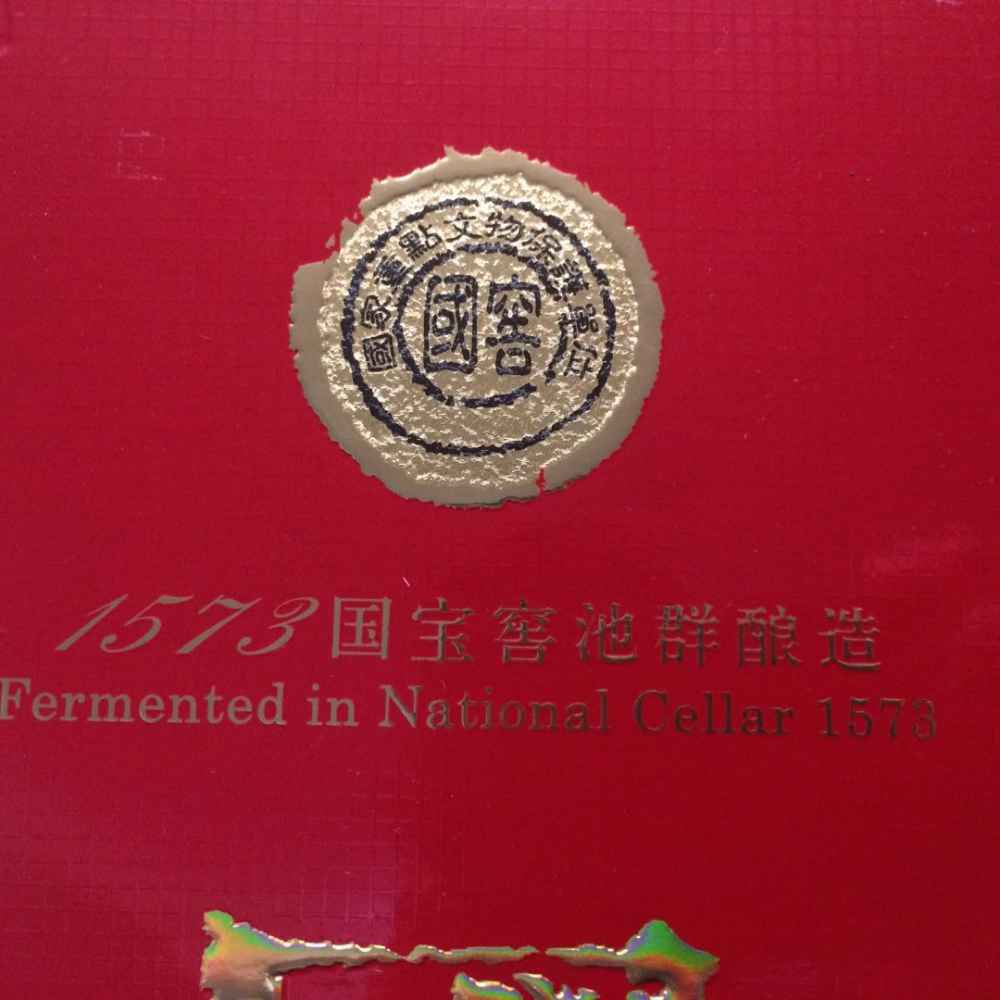 國家重點文物保護單位
國窖
1573国宝窖池群酿造
Fermented in National Cellar 1573